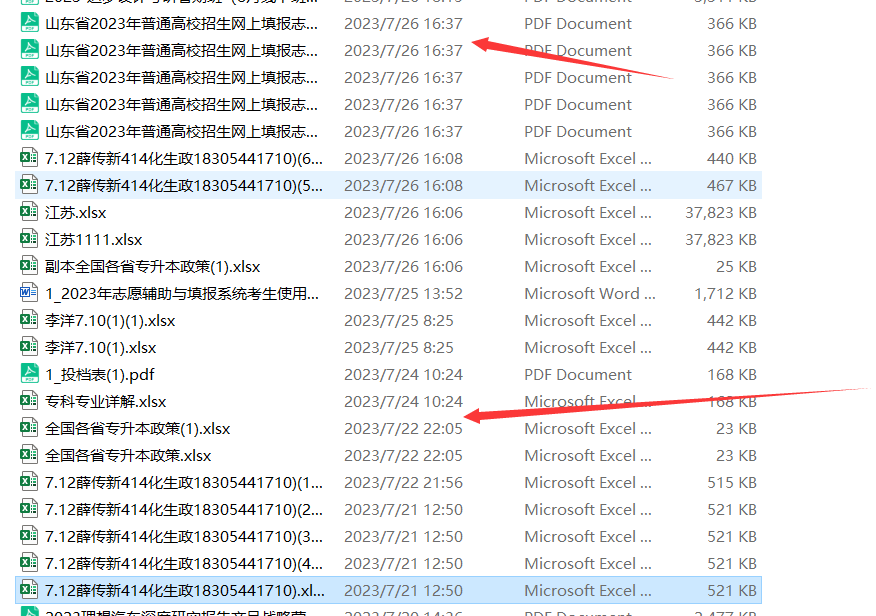 山东省2023年普通高校招生网上填报志... 2023/7/26 16:37 PDF Document 366 KB
山东省2023年普通高校招生网上填报志... 2023/7/26 16:37 PDF Document 366 KB
山东省2023年普通高校招生网上填报志... 2023/7/26 16:37 PDF Document 366 KB
山东省2023年普通高校招生网上填报志... 2023/7/26 16:37 PDF Document 366 KB
山东省2023年普通高校招生网上填报志... 2023/7/26 16:37 PDF Document 366 KB
7.12薛传新414化生政18305441710)(6... 2023/7/26 16:08 Microsoft Excel ... 440 KB
7.12薛传新414化生政18305441710)(5... 2023/7/26 16:08 Microsoft Excel ... 467 KB
江苏.xlsx 2023/7/26 16:06 Microsoft Excel ... 37,823 KB
江苏1111.xlsx 2023/7/26 16:06 Microsoft Excel ... 37,823 KB
副本全国各省专升本政策(1).xlsx 2023/7/26 16:06 Microsoft Excel ... 25 KB
1_2023年志愿辅助与填报系统考生使用... 2023/7/25 13:52 Microsoft Word ... 1,712 KB
李洋7.10(1)(1).xlsx 2023/7/25 8:25 Microsoft Excel ... 442 KB
李洋7.10(1).xlsx 2023/7/25 8:25 Microsoft Excel ... 442 KB
1_投档表(1).pdf 2023/7/24 10:24 PDF Document 168 KB
专科专业详解.xlsx 2023/7/24 10:24 Microsoft Excel ... 168 KB
全国各省专升本政策(1).xlsx 2023/7/22 22:05 Microsoft Excel ... 23 KB
全国各省专升本政策.xlsx 2023/7/22 22:05 Microsoft Excel ... 23 KB
7.12薛传新414化生政18305441710)(1... 2023/7/22 21:56 Microsoft Excel ... 515 KB
7.12薛传新414化生政18305441710)(2... 2023/7/21 12:50 Microsoft Excel ... 521 KB
7.12薛传新414化生政18305441710)(3... 2023/7/21 12:50 Microsoft Excel ... 521 KB
7.12薛传新414化生政18305441710)(4... 2023/7/21 12:50 Microsoft Excel ... 521 KB
7.12薛传新414化生政18305441710).xl... 2023/7/21 12:50 Microsoft Excel ... 521 KB